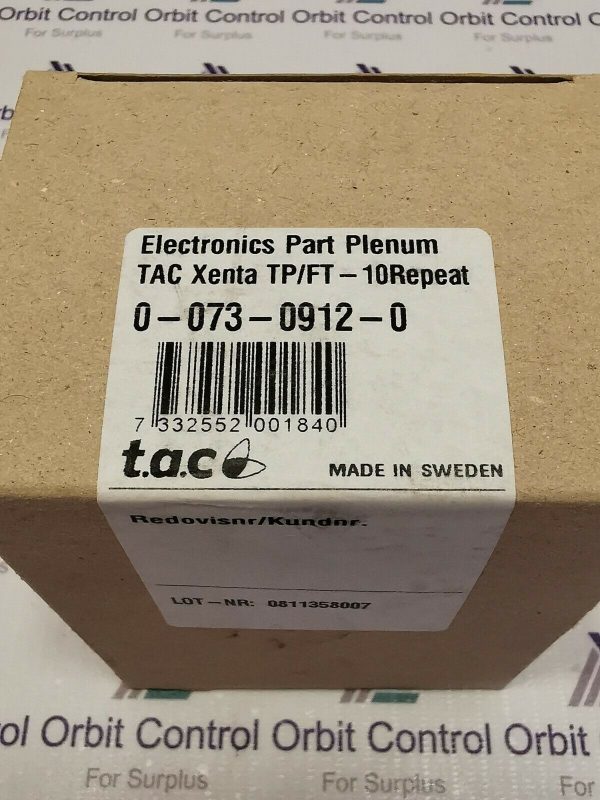 Orbit Control Orbit Control Orbit Control Orbit Control
For Surplus For Surplus For Surplus For Surplus
Electronics Part Plenum
TAC Xenta TP/FT-10Repeat
0-073-0912-0
7 332552 001840
t.a.c
MADE IN SWEDEN
Redovisnr/Kundnr.
LOT-NR: 0811358007
ol Orbit Control Orbit Control Orbit Control
For Surplus For Surplus